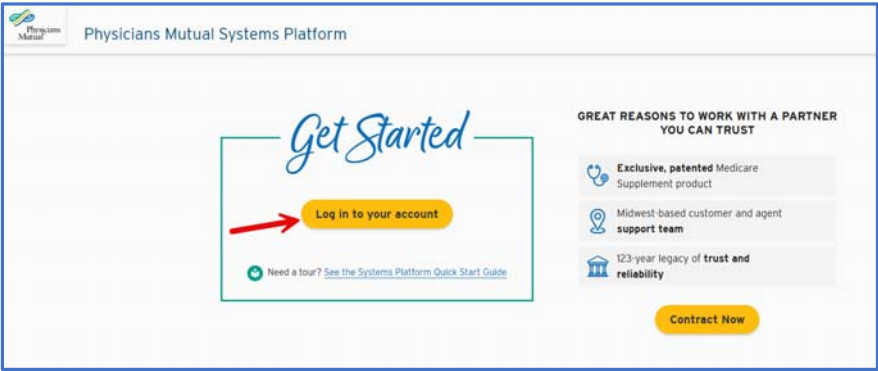 Physicians
Mutual
Physicians Mutual Systems Platform
Get Started
Log in to your account
Need a tour? See the Systems Platform Quick Start Guide
GREAT REASONS TO WORK WITH A PARTNER
YOU CAN TRUST
Exclusive, patented Medicare
Supplement product
Midwest-based customer and agent
support team
123-year legacy of trust and
reliability
Contract Now